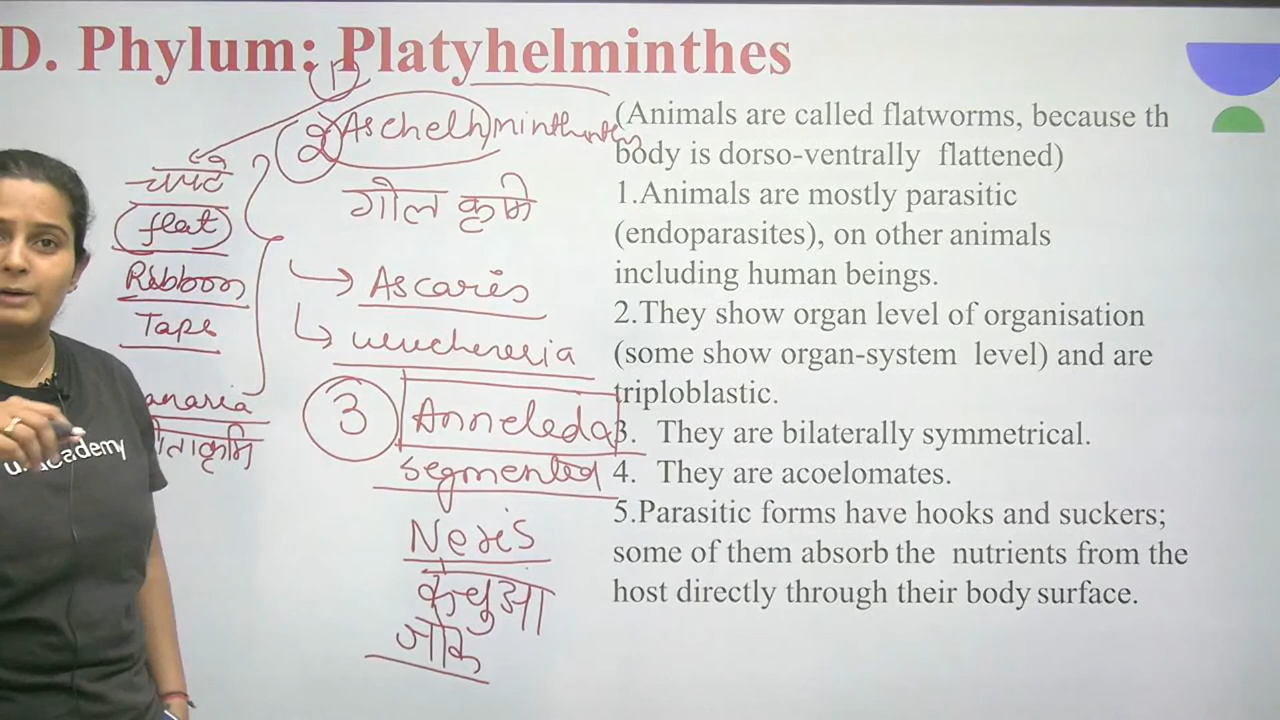 D. Phylum: Platyhelminthes
(1)
(Animals are called flatworms, because th
body is dorso-ventrally flattened)
1.Animals are mostly parasitic
(endoparasites), on other animals
including human beings.
2.They show organ level of organisation
(some show organ-system level) and are
triploblastic.
3. They are bilaterally symmetrical.
4. They are acoelomates.
5.Parasitic forms have hooks and suckers;
some of them absorb the nutrients from the
host directly through their body surface.
चपटे
flat
Ribbon
Tape
anaria
ीताकृमि
2 Aschelhminthes
गोल कृमि
Ascaris
wuchereria
3 Anneleda
segmented
Neris
केचुआ
जोक
unacademy